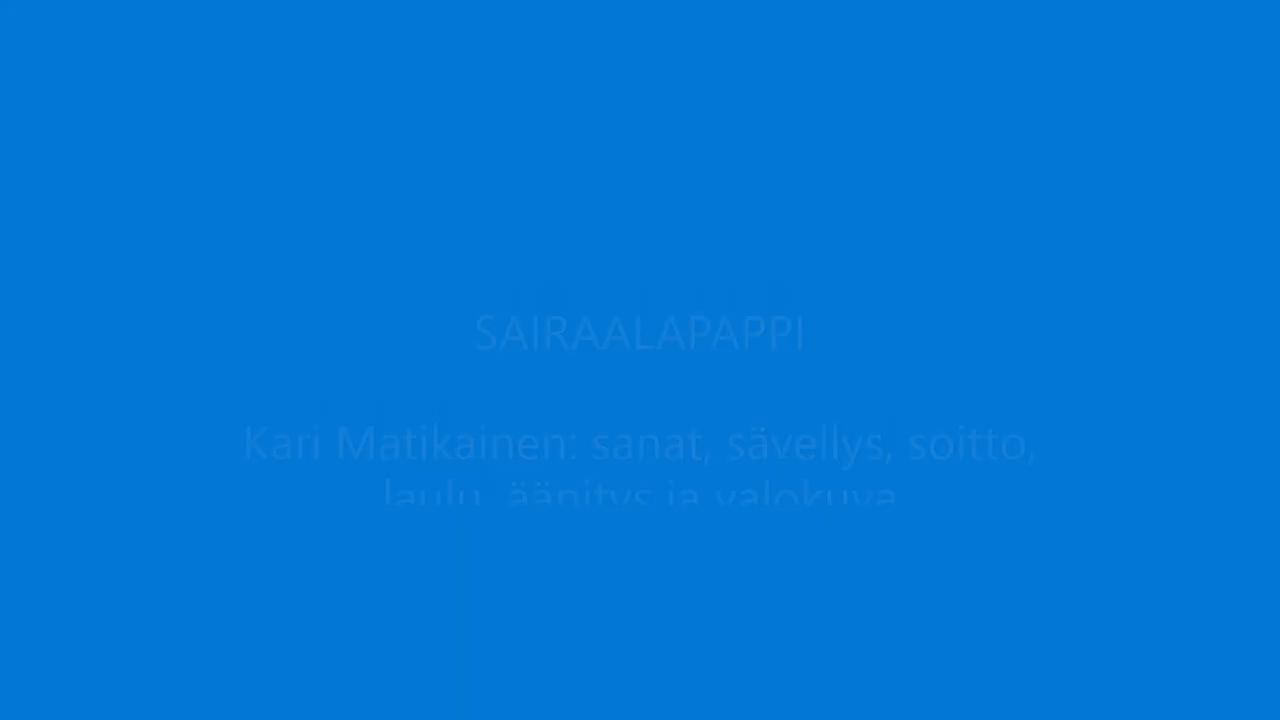 SAIRAALAPAPPI
Kari Matikainen: sanat, sävellys, soitto,
laulu, äänitys ja valokuva